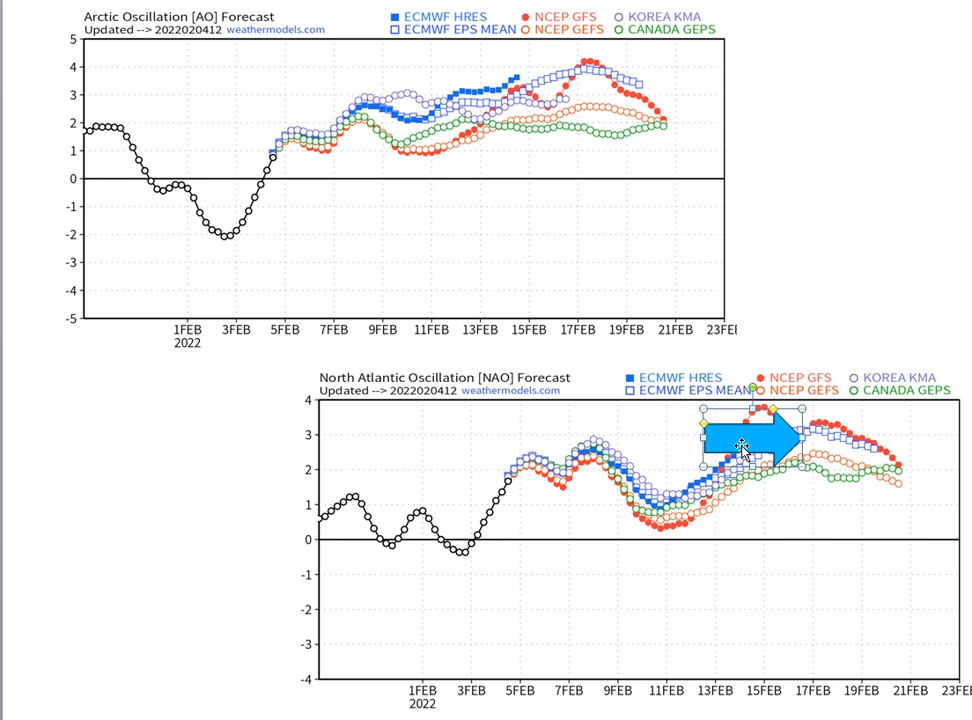 Arctic Oscillation [AO] Forecast
Updated --> 2022020412 weathermodels.com
ECMWF HRES NCEP GFS KOREA KMA
ECMWF EPS MEAN NCEP GEFS CANADA GEPS
5
4
3
2
1
0
-1
-2
-3
-4
-5
1FEB 3FEB 5FEB 7FEB 9FEB 11FEB 13FEB 15FEB 17FEB 19FEB 21FEB 23FEB
2022
North Atlantic Oscillation [NAO] Forecast
Updated --> 2022020412 weathermodels.com
ECMWF HRES NCEP GFS KOREA KMA
ECMWF EPS MEAN NCEP GEFS CANADA GEPS
4
3
2
1
0
-1
-2
-3
-4
1FEB 3FEB 5FEB 7FEB 9FEB 11FEB 13FEB 15FEB 17FEB 19FEB 21FEB 23FEB
2022